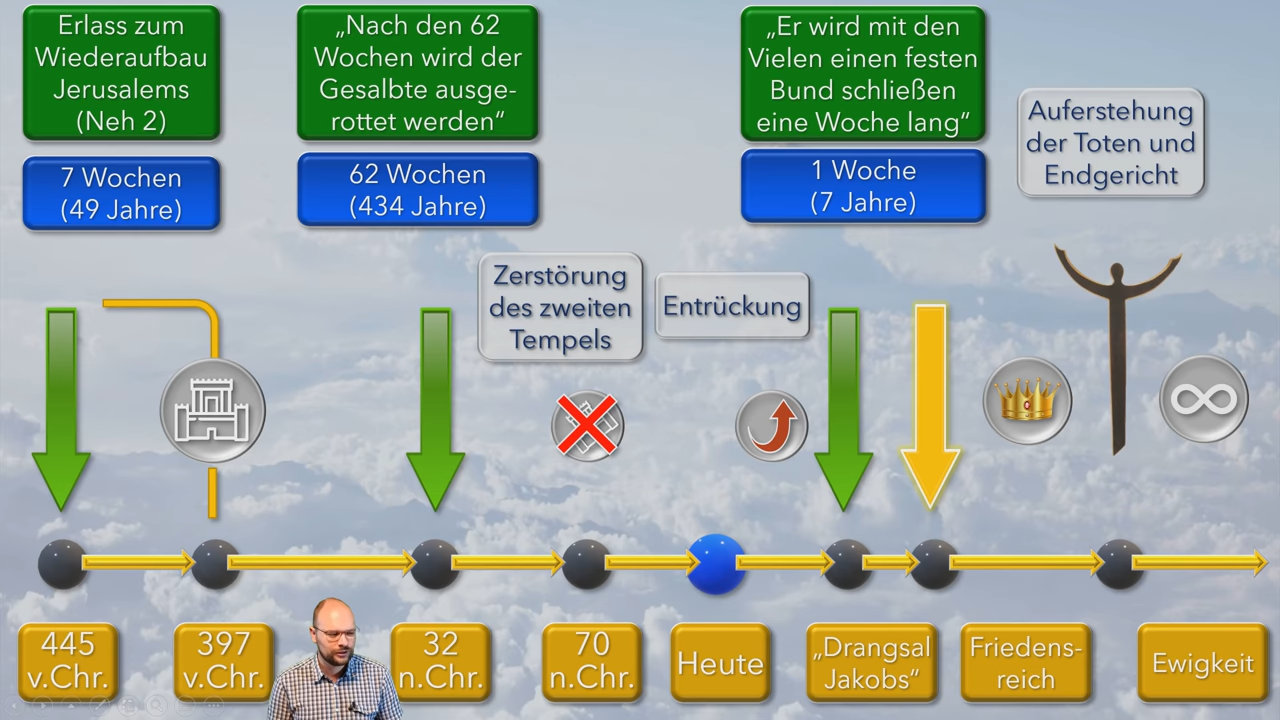 Erlass zum
Wiederaufbau
Jerusalems
(Neh 2)
7 Wochen
(49 Jahre)
„Nach den 62
Wochen wird der
Gesalbte ausge-
rottet werden“
62 Wochen
(434 Jahre)
„Er wird mit den
Vielen einen festen
Bund schließen
eine Woche lang“
1 Woche
(7 Jahre)
Auferstehung
der Toten und
Endgericht
Zerstörung
des zweiten
Tempels
Entrückung
445
v.Chr.
397
v.Chr.
32
n.Chr.
70
n.Chr.
Heute
„Drangsal
Jakobs“
Friedens-
reich
Ewigkeit